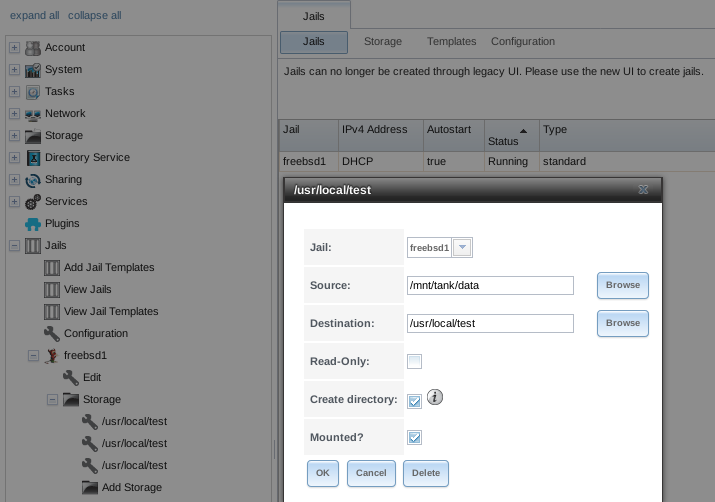 expand all collapse all
Account
System
Tasks
Network
Storage
Directory Service
Sharing
Services
Plugins
Jails
Add Jail Templates
View Jails
View Jail Templates
Configuration
freebsd1
Edit
Storage
/usr/local/test
/usr/local/test
/usr/local/test
Add Storage
Jails
Jails Storage Templates Configuration
Jails can no longer be created through legacy UI. Please use the new UI to create jails.
Jail IPv4 Address Autostart Status Type
freebsd1 DHCP true Running standard
/usr/local/test
Jail: freebsd1
Source: /mnt/tank/data Browse
Destination: /usr/local/test Browse
Read-Only:
Create directory: i
Mounted?
OK Cancel Delete